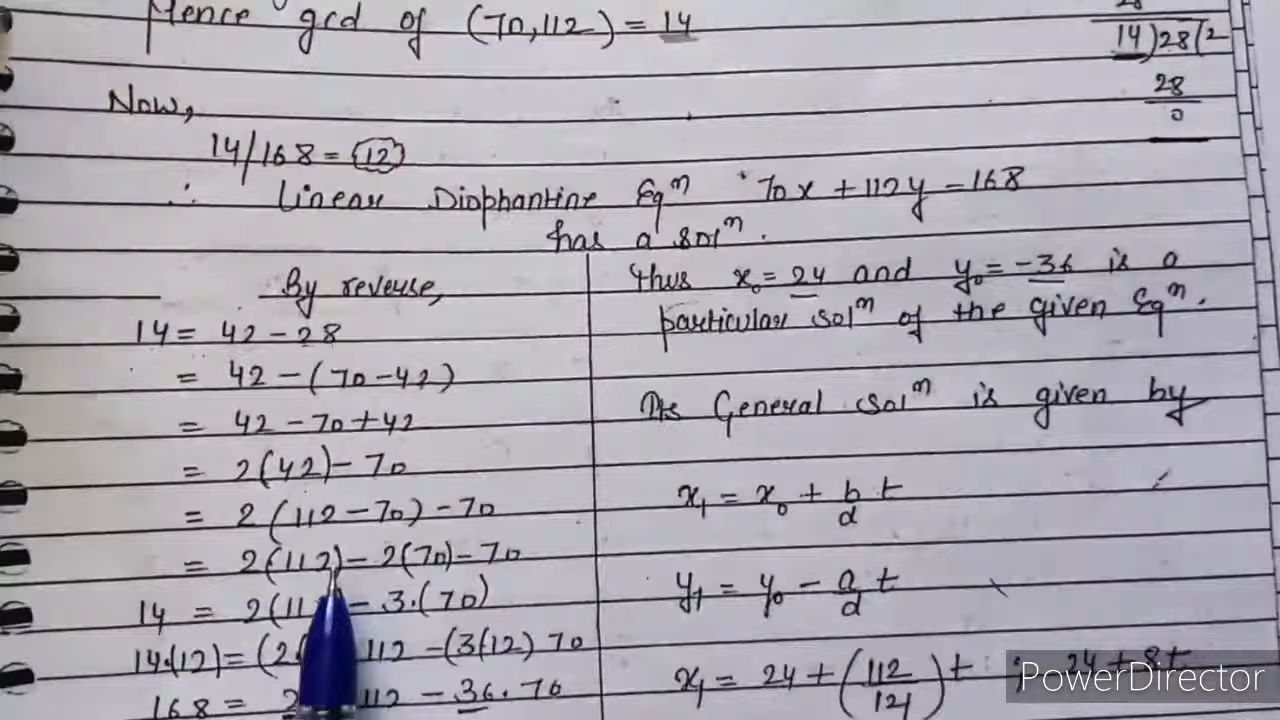 Hence gcd of (70,112) = 14
28
14)28(2
28
0
Now,
14/168 = (12)
∴ Linear Diophantine Eqⁿ 70x + 112y = 168
has a solⁿ.
By reverse,
14 = 42 - 28
= 42 - (70-42)
= 42 - 70 + 42
= 2(42) - 70
= 2(112-70) - 70
= 2(112) - 2(70) - 70
14 = 2(11 - 3.(70)
14.(12) = (2. 112 - (3(12) 70
168 = 2 112 - 36.70
thus x₀ = 24 and y₀ = -36 is a
particular solⁿ of the given Eqⁿ.
Its General solⁿ is given by
x₁ = x₀ + b/d t
y₁ = y₀ - a/d t
x₁ = 24 + (112/14) t ; 24 + 8t
PowerDirector